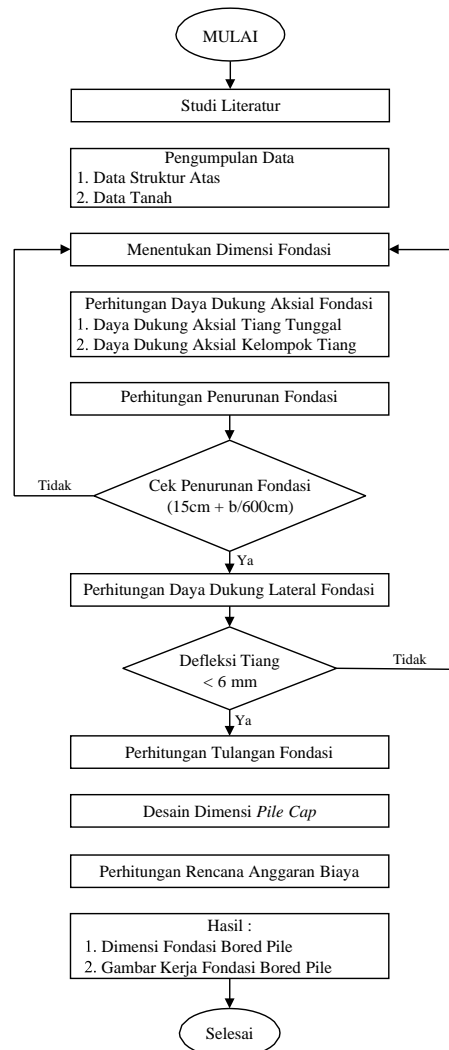 MULAI
Studi Literatur
Pengumpulan Data
1. Data Struktur Atas
2. Data Tanah
Menentukan Dimensi Fondasi
Perhitungan Daya Dukung Aksial Fondasi
1. Daya Dukung Aksial Tiang Tunggal
2. Daya Dukung Aksial Kelompok Tiang
Perhitungan Penurunan Fondasi
Tidak
Cek Penurunan Fondasi
(15cm + b/600cm)
Ya
Perhitungan Daya Dukung Lateral Fondasi
Defleksi Tiang
< 6 mm
Tidak
Ya
Perhitungan Tulangan Fondasi
Desain Dimensi Pile Cap
Perhitungan Rencana Anggaran Biaya
Hasil :
1. Dimensi Fondasi Bored Pile
2. Gambar Kerja Fondasi Bored Pile
Selesai